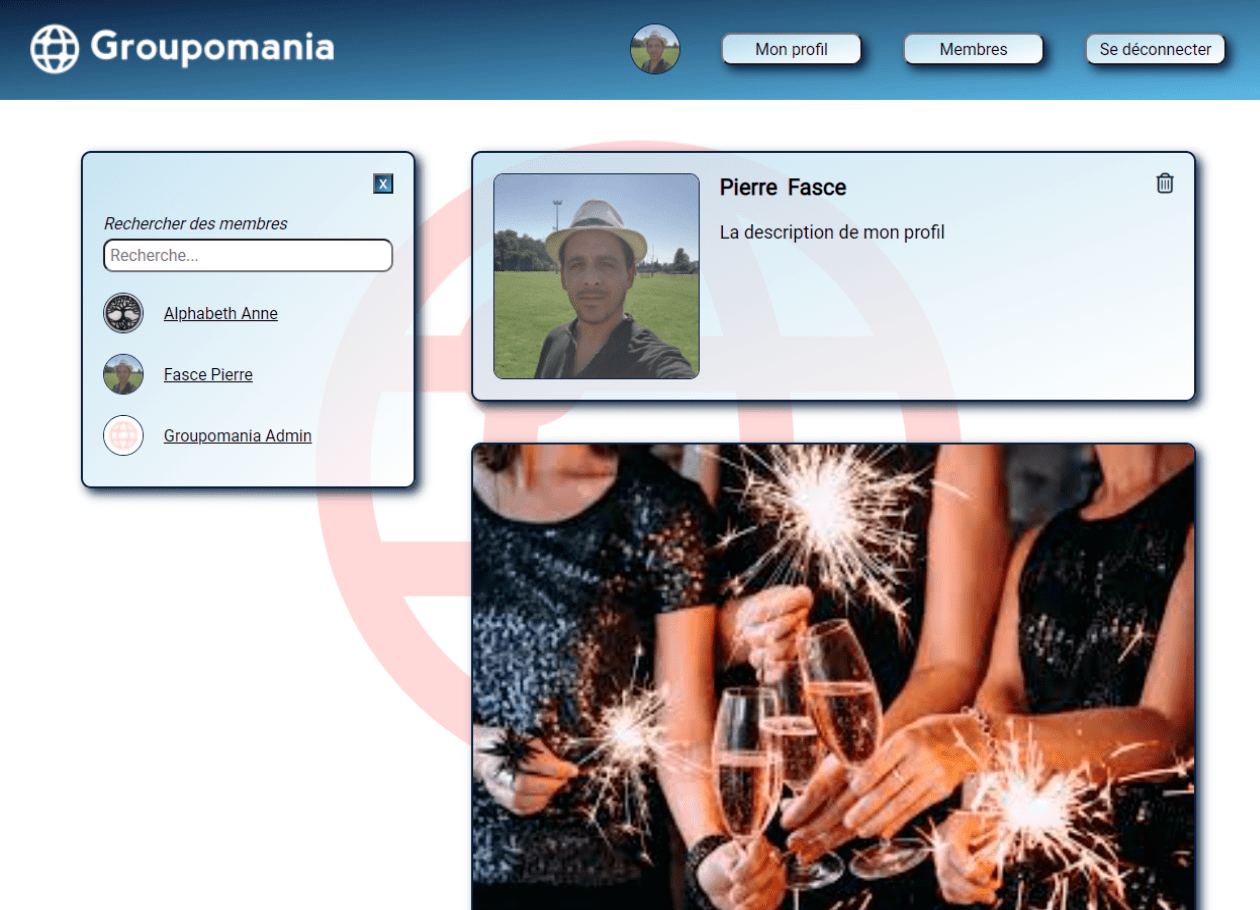 Groupomania
Mon profil
Membres
Se déconnecter
X
Rechercher des membres
Recherche...
Alphabeth Anne
Fasce Pierre
Groupomania Admin
Pierre Fasce
La description de mon profil